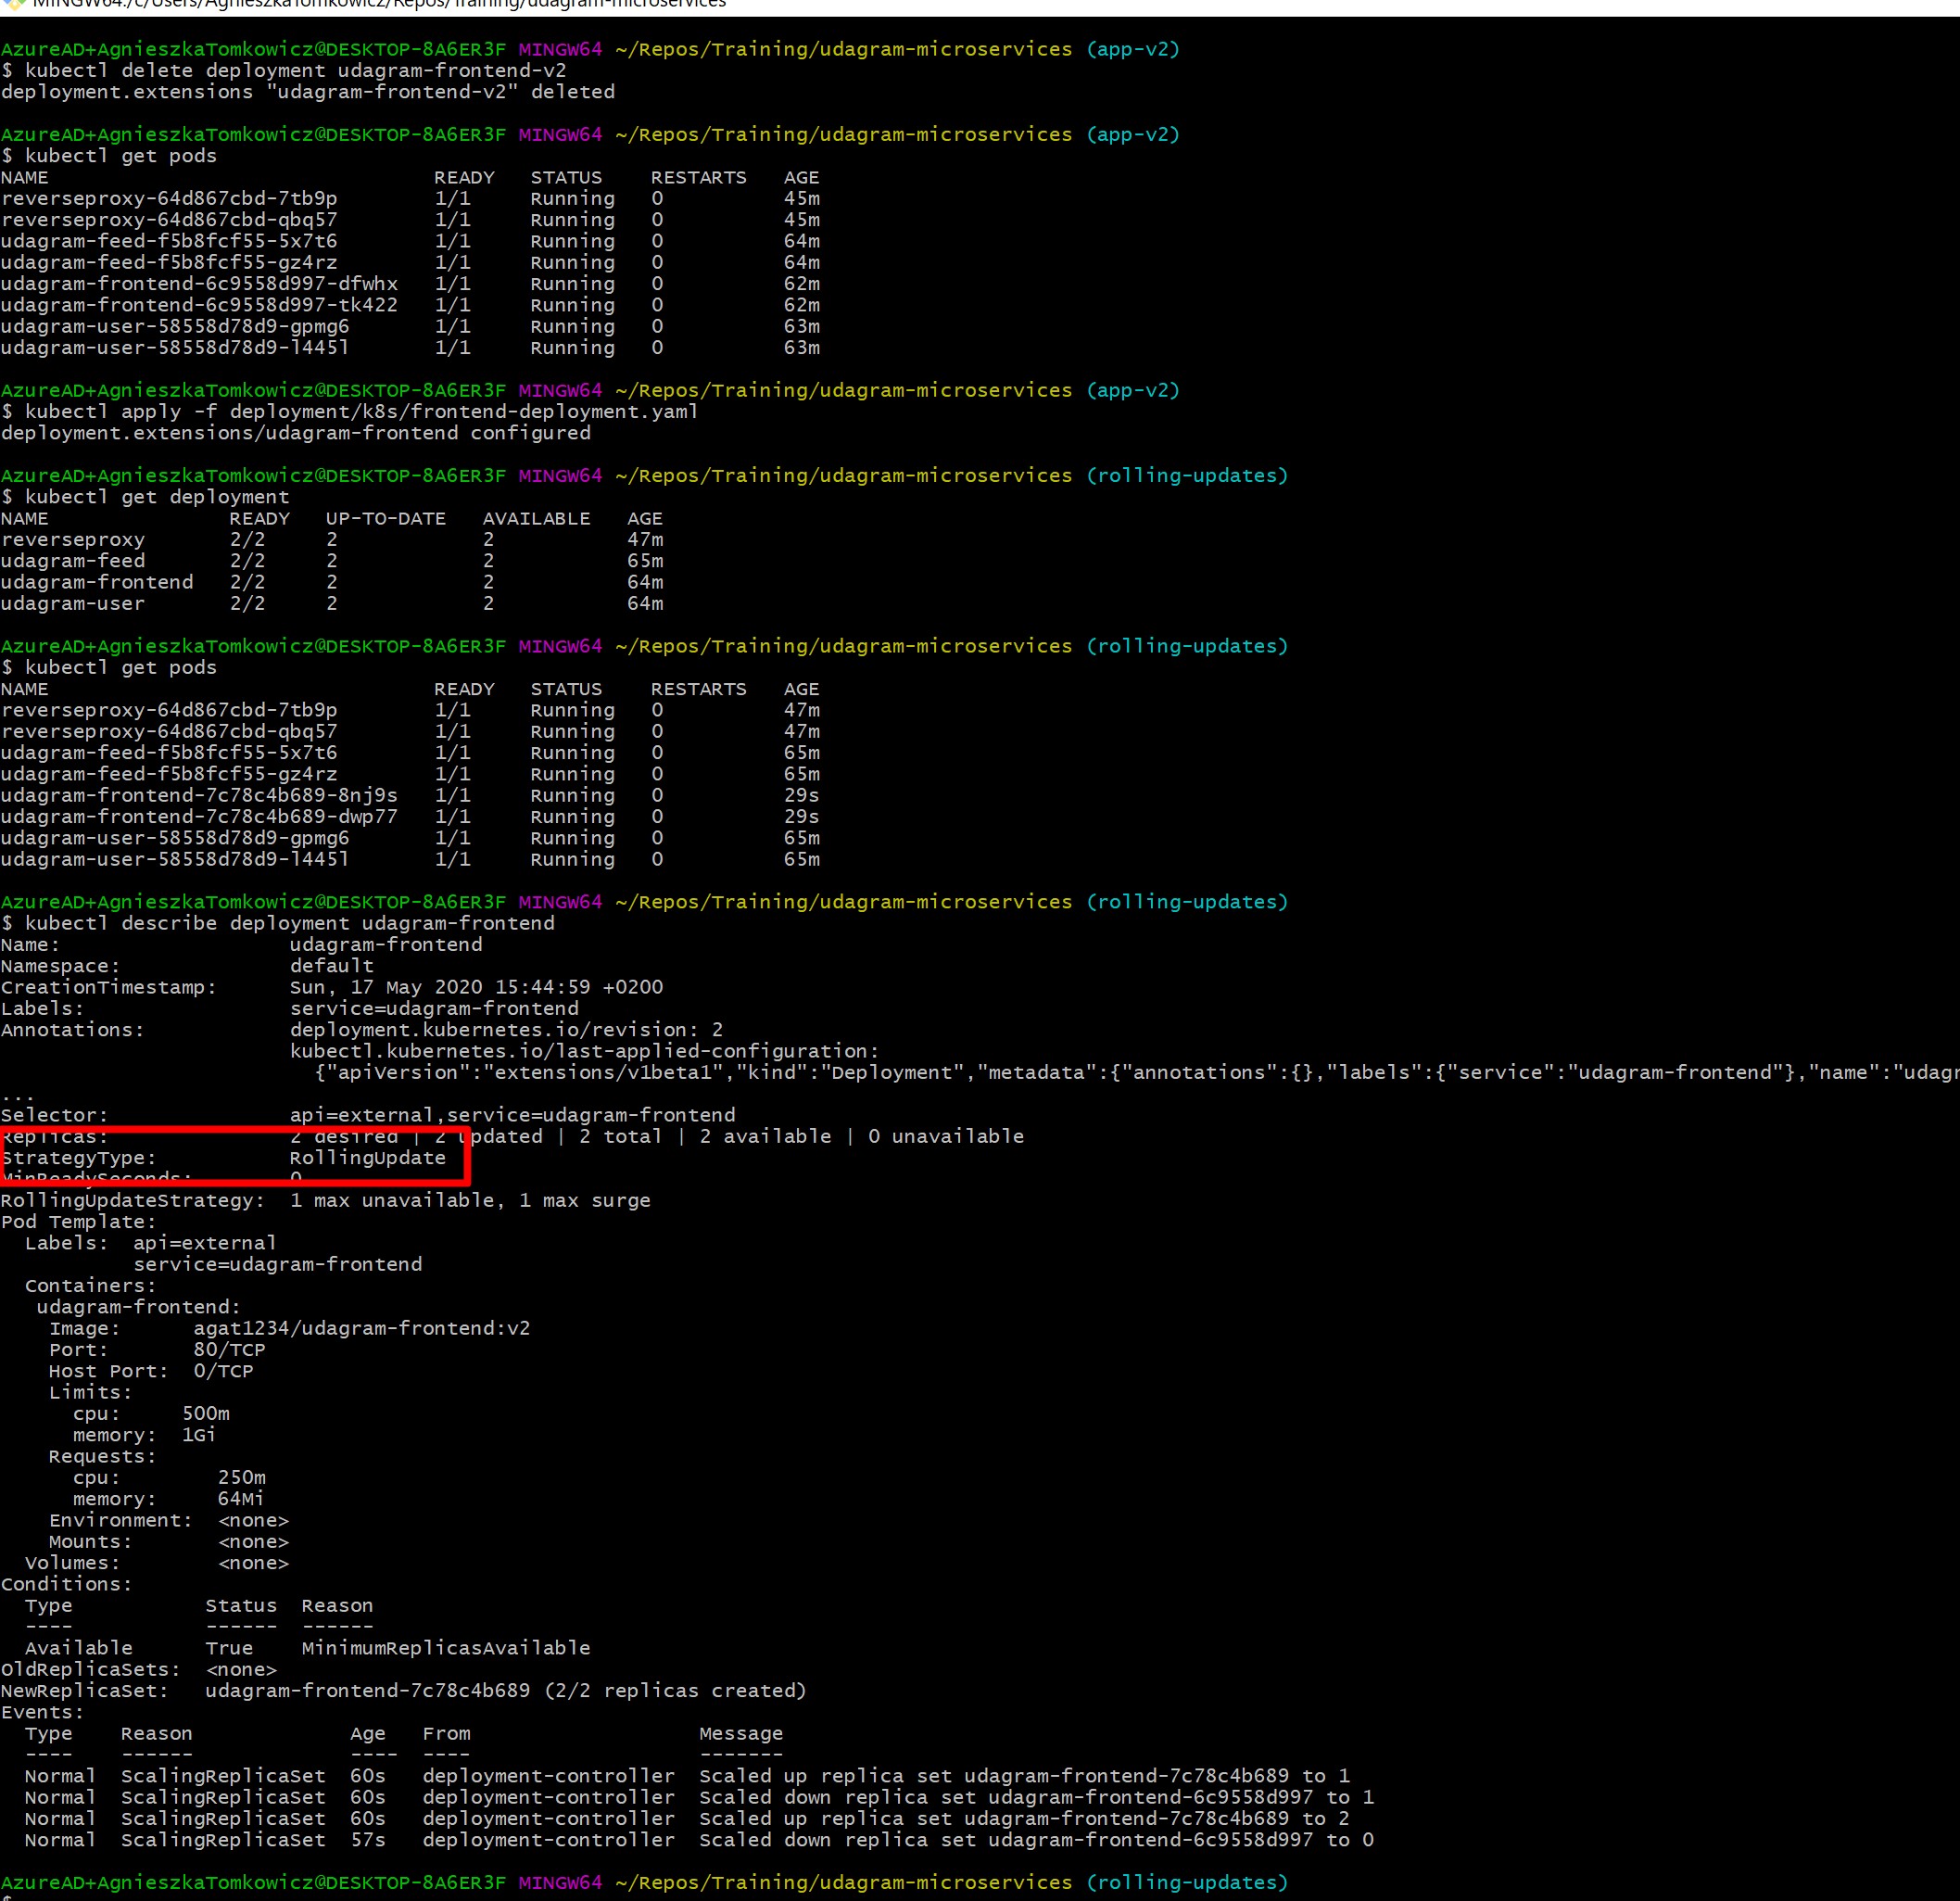 MINGW64:/c/Users/AgnieszkaTomkowicz/Repos/Training/udagram-microservices
AzureAD+AgnieszkaTomkowicz@DESKTOP-8A6ER3F MINGW64 ~/Repos/Training/udagram-microservices (app-v2)
$ kubectl delete deployment udagram-frontend-v2
deployment.extensions "udagram-frontend-v2" deleted
AzureAD+AgnieszkaTomkowicz@DESKTOP-8A6ER3F MINGW64 ~/Repos/Training/udagram-microservices (app-v2)
$ kubectl get pods
NAME READY STATUS RESTARTS AGE
reverseproxy-64d867cbd-7tb9p 1/1 Running 0 45m
reverseproxy-64d867cbd-qbq57 1/1 Running 0 45m
udagram-feed-f5b8fcf55-5x7t6 1/1 Running 0 64m
udagram-feed-f5b8fcf55-gz4rz 1/1 Running 0 64m
udagram-frontend-6c9558d997-dfwhx 1/1 Running 0 62m
udagram-frontend-6c9558d997-tk422 1/1 Running 0 62m
udagram-user-58558d78d9-gpmg6 1/1 Running 0 63m
udagram-user-58558d78d9-l445l 1/1 Running 0 63m
AzureAD+AgnieszkaTomkowicz@DESKTOP-8A6ER3F MINGW64 ~/Repos/Training/udagram-microservices (app-v2)
$ kubectl apply -f deployment/k8s/frontend-deployment.yaml
deployment.extensions/udagram-frontend configured
AzureAD+AgnieszkaTomkowicz@DESKTOP-8A6ER3F MINGW64 ~/Repos/Training/udagram-microservices (rolling-updates)
$ kubectl get deployment
NAME READY UP-TO-DATE AVAILABLE AGE
reverseproxy 2/2 2 2 47m
udagram-feed 2/2 2 2 65m
udagram-frontend 2/2 2 2 64m
udagram-user 2/2 2 2 64m
AzureAD+AgnieszkaTomkowicz@DESKTOP-8A6ER3F MINGW64 ~/Repos/Training/udagram-microservices (rolling-updates)
$ kubectl get pods
NAME READY STATUS RESTARTS AGE
reverseproxy-64d867cbd-7tb9p 1/1 Running 0 47m
reverseproxy-64d867cbd-qbq57 1/1 Running 0 47m
udagram-feed-f5b8fcf55-5x7t6 1/1 Running 0 65m
udagram-feed-f5b8fcf55-gz4rz 1/1 Running 0 65m
udagram-frontend-7c78c4b689-8nj9s 1/1 Running 0 29s
udagram-frontend-7c78c4b689-dwp77 1/1 Running 0 29s
udagram-user-58558d78d9-gpmg6 1/1 Running 0 65m
udagram-user-58558d78d9-l445l 1/1 Running 0 65m
AzureAD+AgnieszkaTomkowicz@DESKTOP-8A6ER3F MINGW64 ~/Repos/Training/udagram-microservices (rolling-updates)
$ kubectl describe deployment udagram-frontend
Name: udagram-frontend
Namespace: default
CreationTimestamp: Sun, 17 May 2020 15:44:59 +0200
Labels: service=udagram-frontend
Annotations: deployment.kubernetes.io/revision: 2
kubectl.kubernetes.io/last-applied-configuration:
{"apiVersion":"extensions/v1beta1","kind":"Deployment","metadata":{"annotations":{},"labels":{"service":"udagram-frontend"},"name":"udagr
...
Selector: api=external,service=udagram-frontend
Replicas: 2 desired | 2 updated | 2 total | 2 available | 0 unavailable
StrategyType: RollingUpdate
MinReadySeconds: 0
RollingUpdateStrategy: 1 max unavailable, 1 max surge
Pod Template:
Labels: api=external
service=udagram-frontend
Containers:
udagram-frontend:
Image: agat1234/udagram-frontend:v2
Port: 80/TCP
Host Port: 0/TCP
Limits:
cpu: 500m
memory: 1Gi
Requests:
cpu: 250m
memory: 64Mi
Environment: <none>
Mounts: <none>
Volumes: <none>
Conditions:
Type Status Reason
---- ------ ------
Available True MinimumReplicasAvailable
OldReplicaSets: <none>
NewReplicaSet: udagram-frontend-7c78c4b689 (2/2 replicas created)
Events:
Type Reason Age From Message
---- ------ ---- ---- -------
Normal ScalingReplicaSet 60s deployment-controller Scaled up replica set udagram-frontend-7c78c4b689 to 1
Normal ScalingReplicaSet 60s deployment-controller Scaled down replica set udagram-frontend-6c9558d997 to 1
Normal ScalingReplicaSet 60s deployment-controller Scaled up replica set udagram-frontend-7c78c4b689 to 2
Normal ScalingReplicaSet 57s deployment-controller Scaled down replica set udagram-frontend-6c9558d997 to 0
AzureAD+AgnieszkaTomkowicz@DESKTOP-8A6ER3F MINGW64 ~/Repos/Training/udagram-microservices (rolling-updates)
$